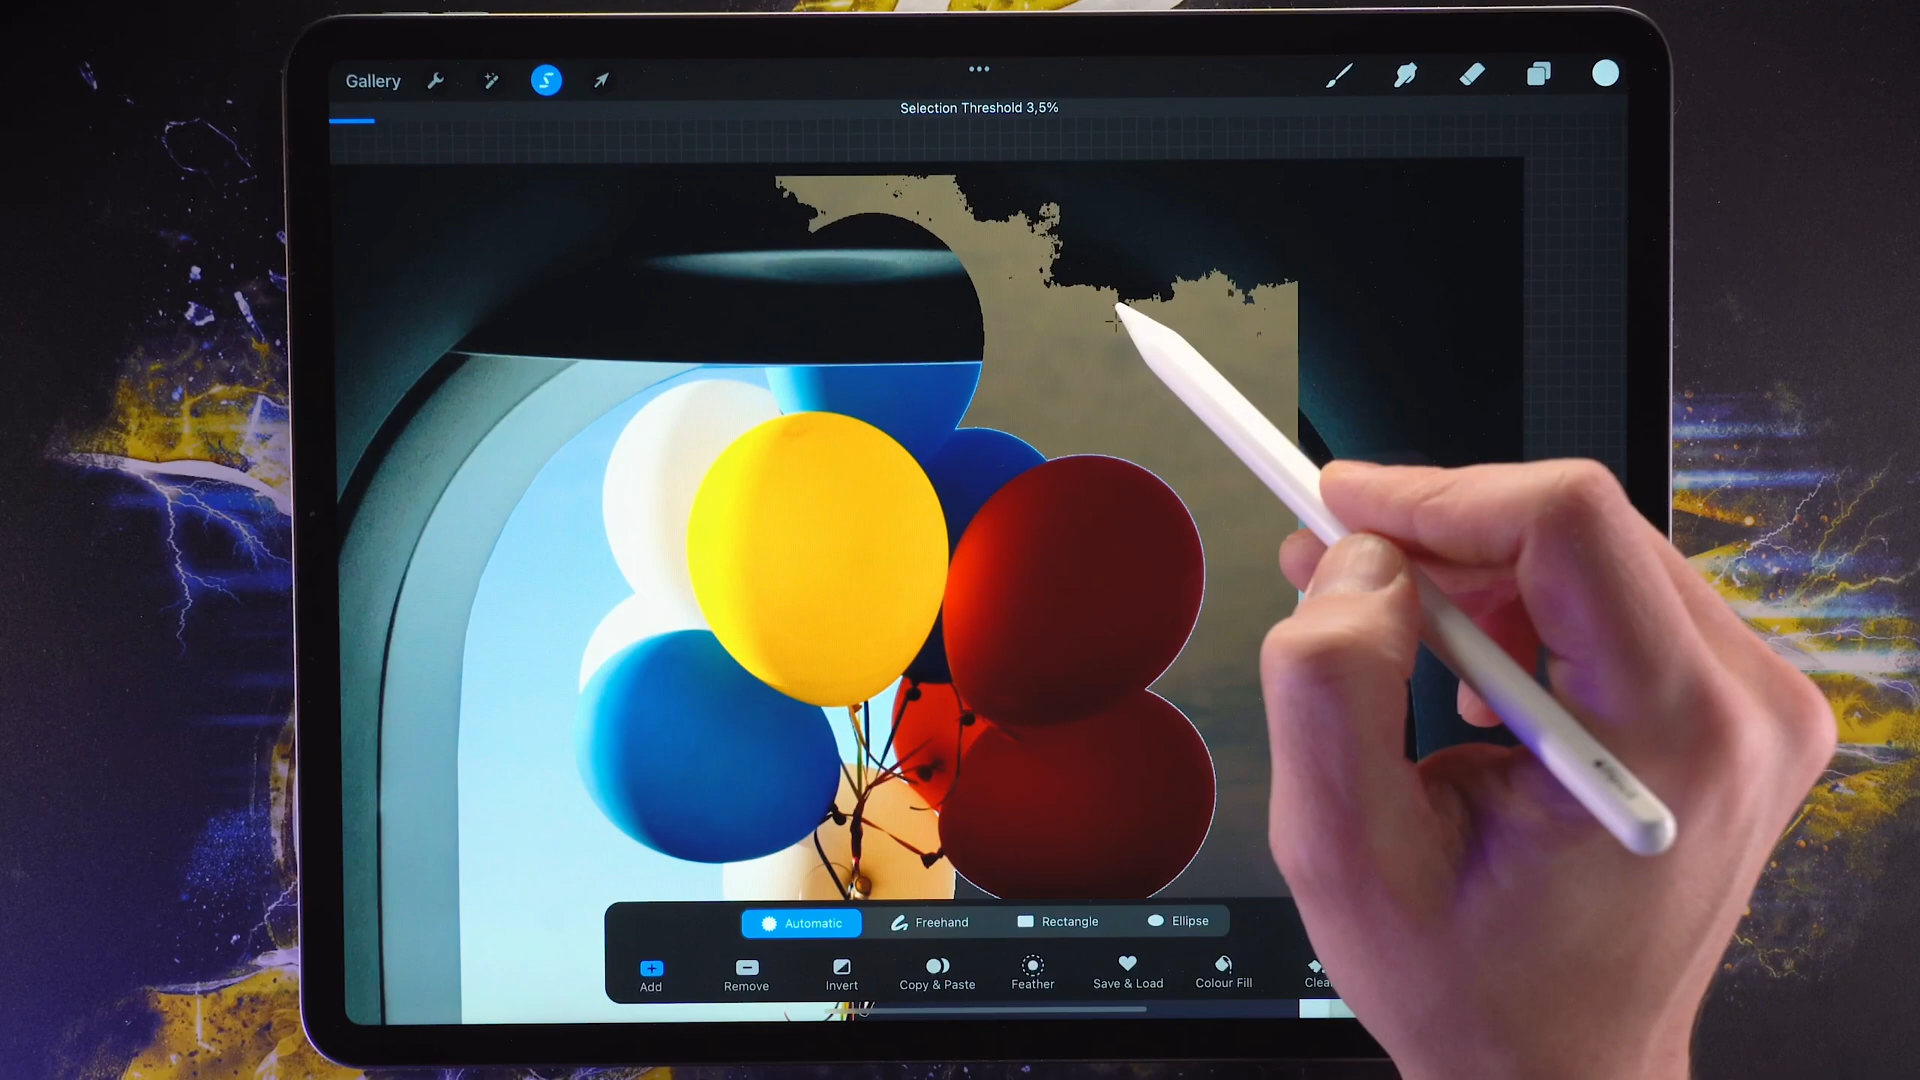 Gallery
Selection Threshold 3,5%
Automatic
Freehand
Rectangle
Ellipse
Add
Remove
Invert
Copy & Paste
Feather
Save & Load
Colour Fill
Clea